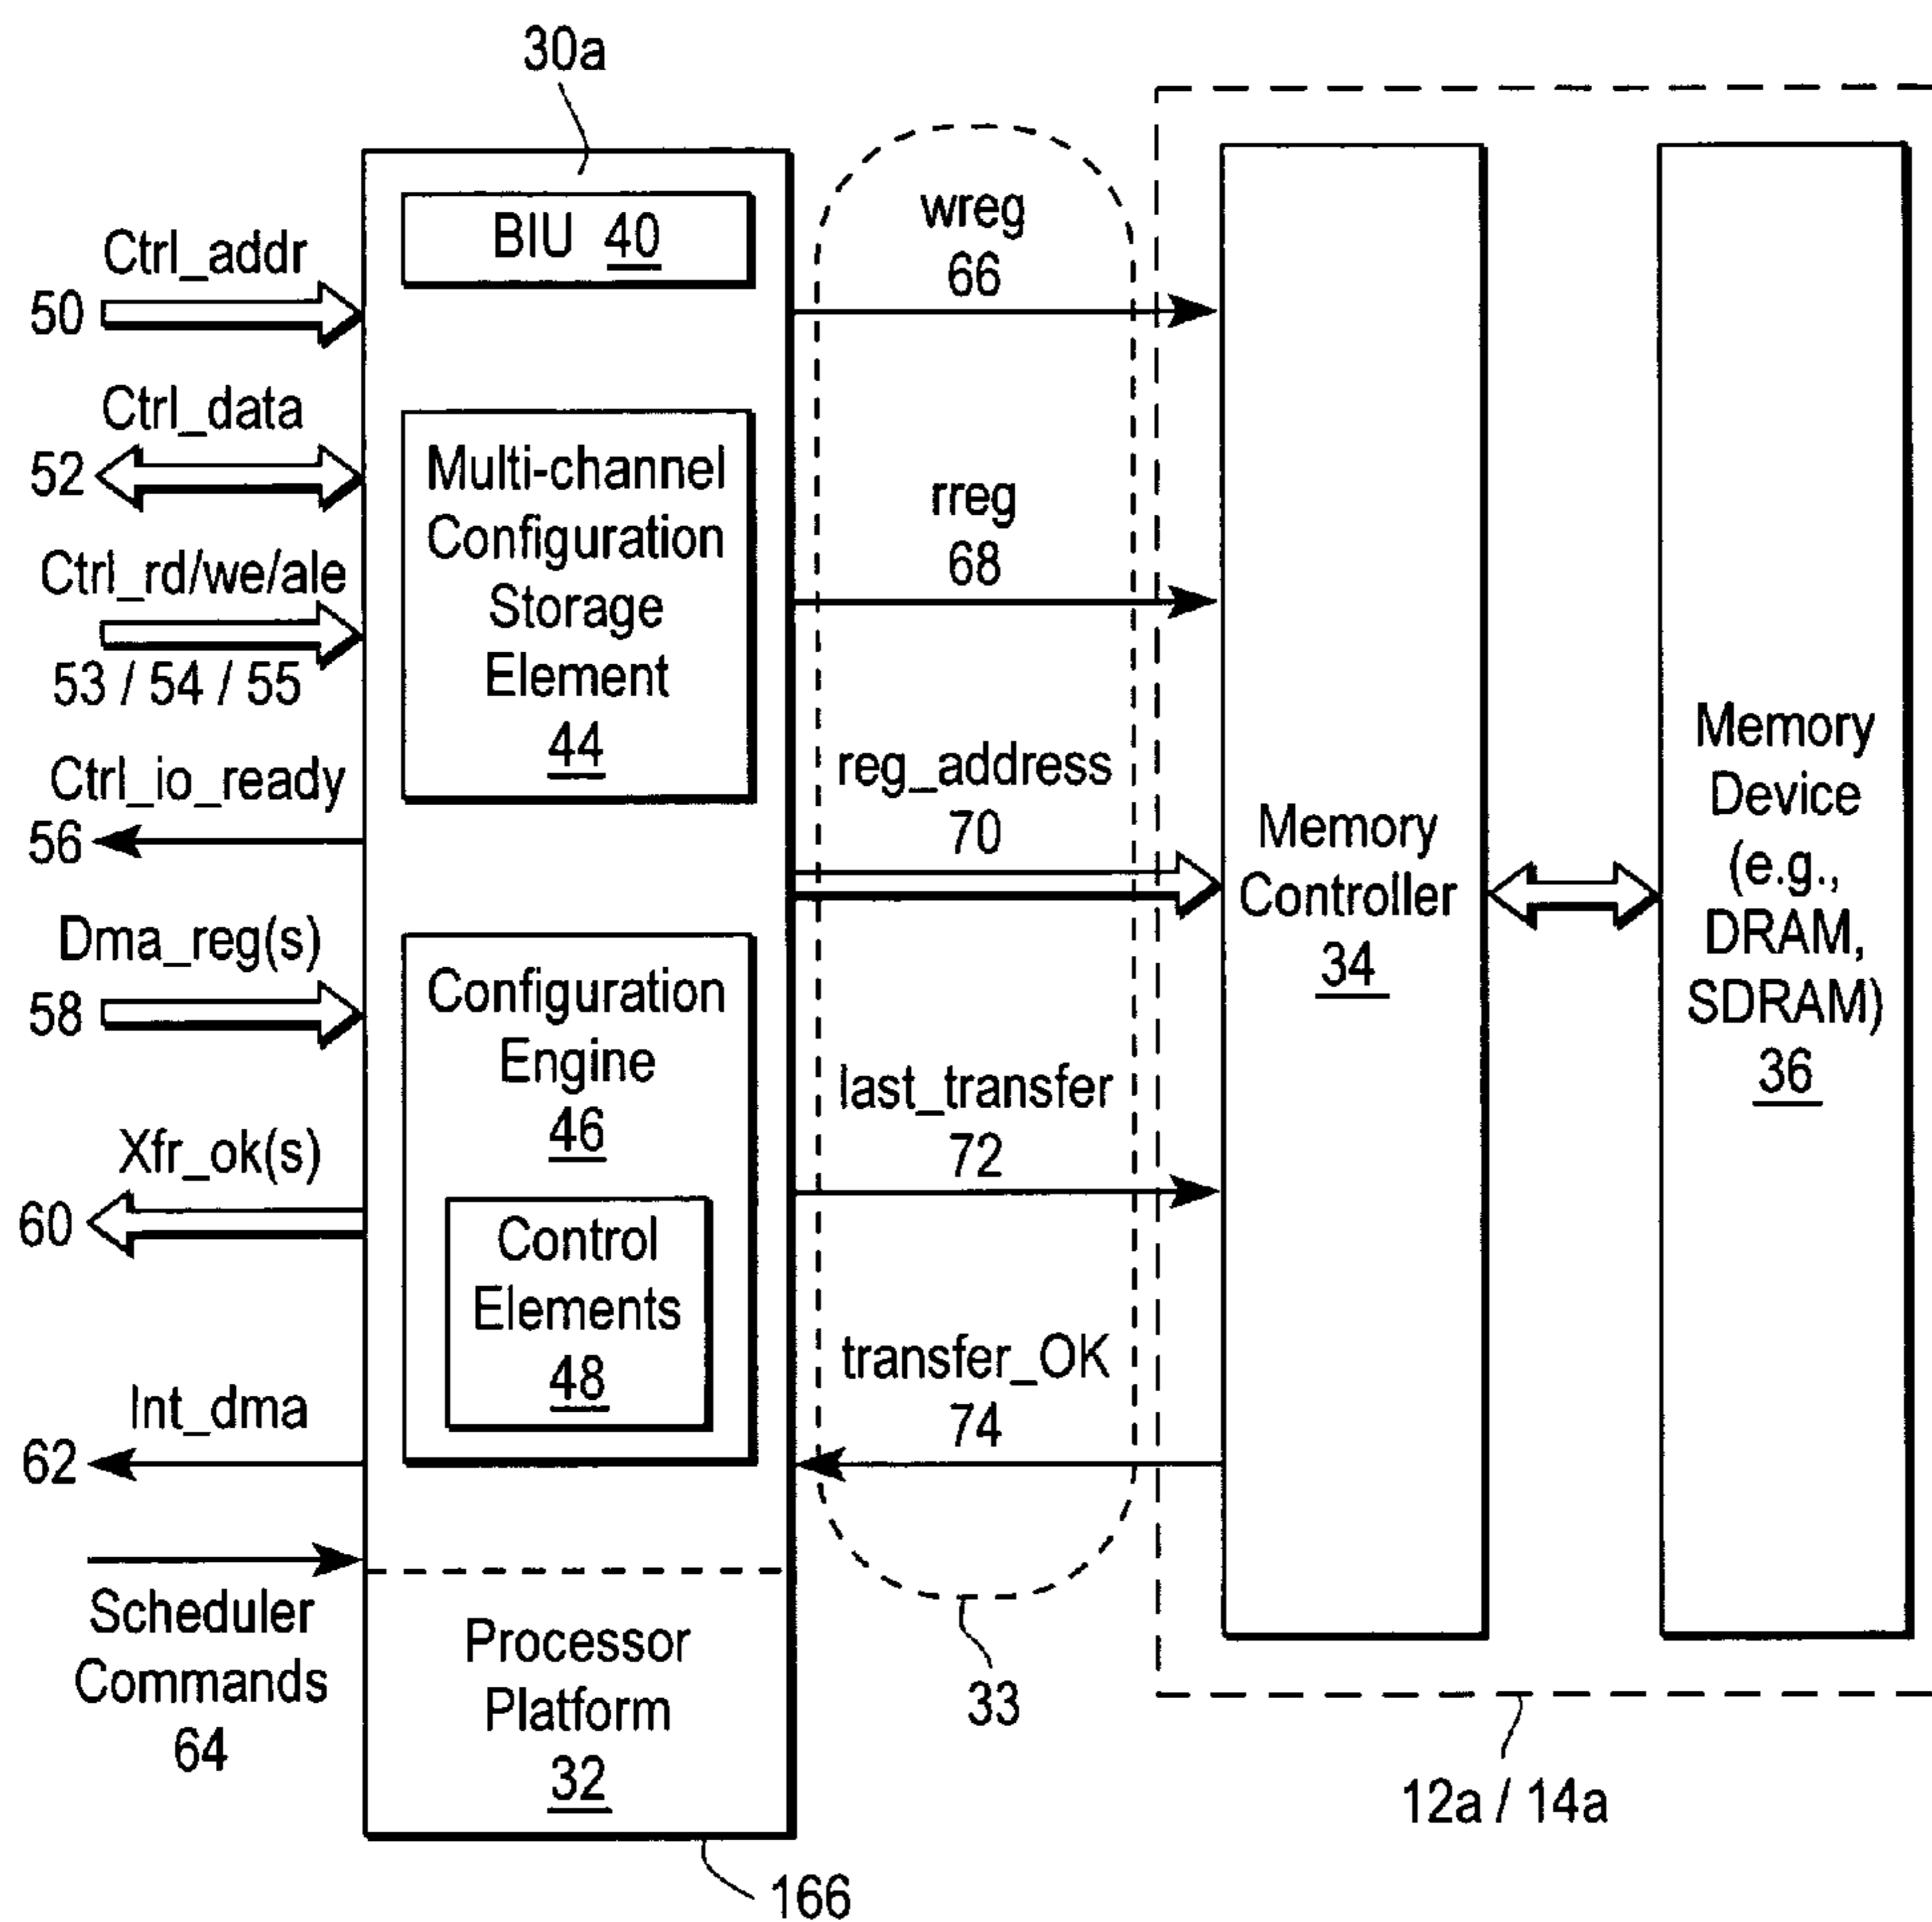 30a
BIU 40
Ctrl_addr
50
Ctrl_data
52
Ctrl_rd/we/ale
53 / 54 / 55
Ctrl_io_ready
56
Dma_reg(s)
58
Xfr_ok(s)
60
Int_dma
62
Scheduler
Commands
64
Multi-channel
Configuration
Storage
Element
44
Configuration
Engine
46
Control
Elements
48
Processor
Platform
32
166
wreg
66
rreg
68
reg_address
70
last_transfer
72
transfer_OK
74
33
Memory
Controller
34
Memory
Device
(e.g.,
DRAM,
SDRAM)
36
12a / 14a